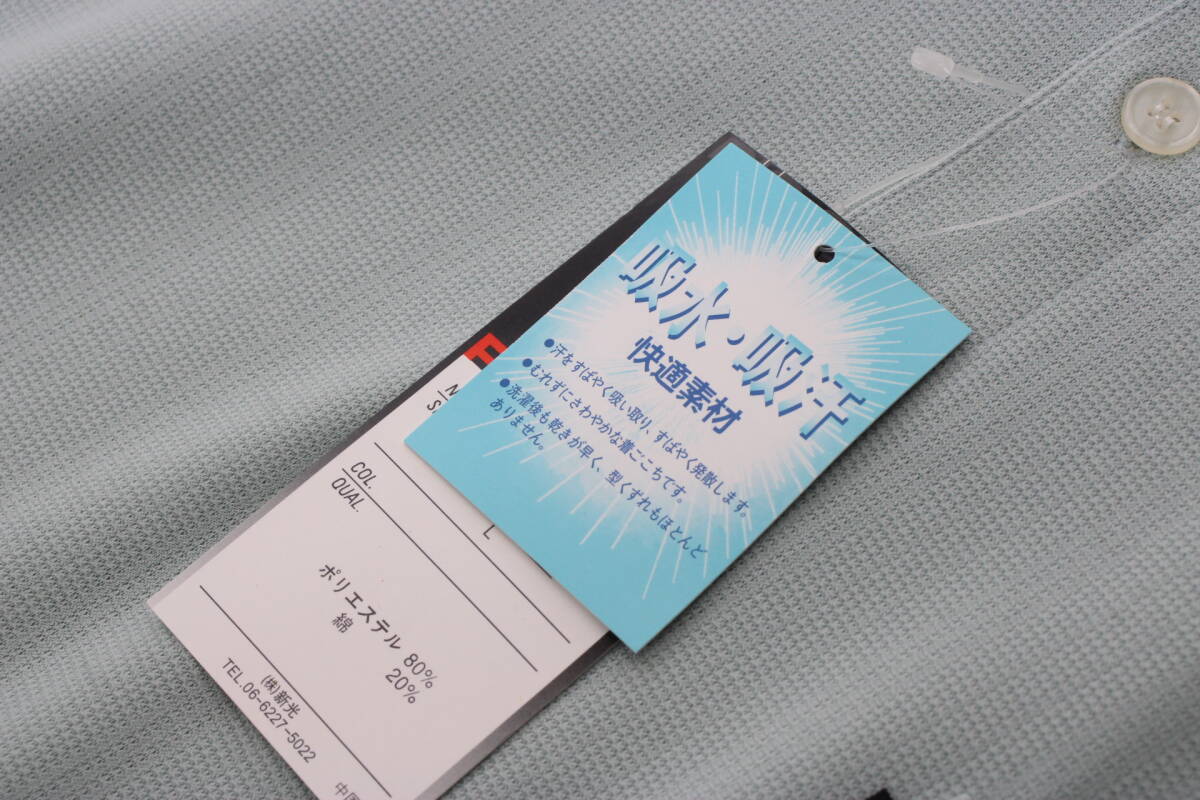 吸水・吸汗
快適素材
●汗をすばやく吸い取り、すばやく発散します。
●むれずにさわやかな着ごこちです。
●洗濯後も乾きが早く、型くずれもほとんど
ありません。
L
COL.
QUAL.
ポリエステル 80%
綿 20%
(株)新光
TEL.06-6227-5022